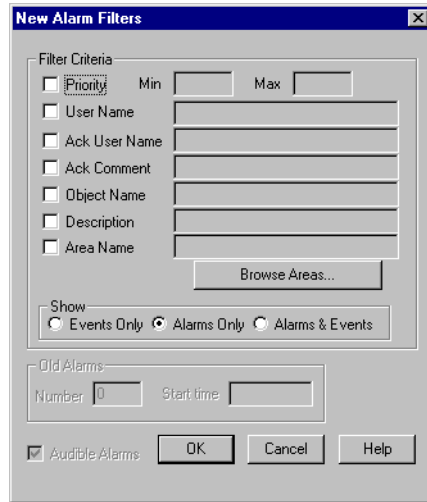 New Alarm Filters
Filter Criteria
Priority Min Max
User Name
Ack User Name
Ack Comment
Object Name
Description
Area Name
Browse Areas...
Show
Events Only Alarms Only Alarms & Events
Old Alarms
Number 0 Start time
Audible Alarms OK Cancel Help